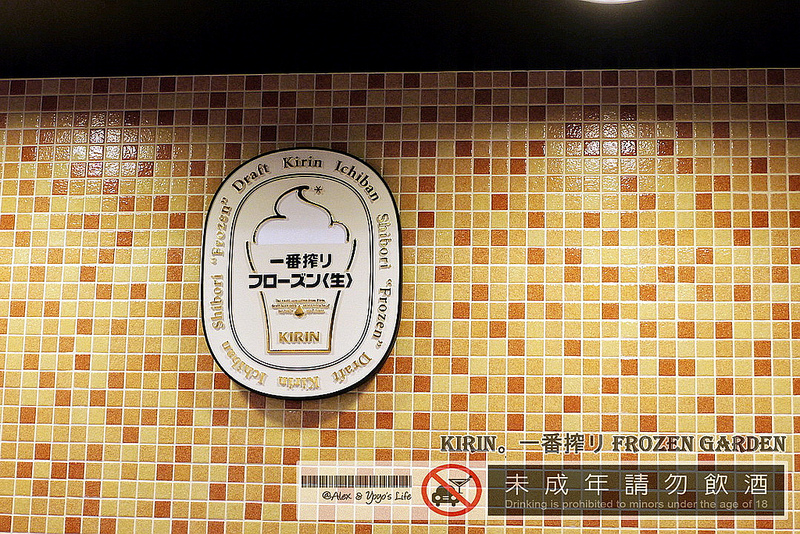 Draft Kirin Ichiban Shibori "Frozen" Draft Kirin Ichiban Shibori "Frozen"
一番搾り
フローズン〈生〉
KIRIN
KIRIN。一番搾り FROZEN GARDEN
@Alex & Yoyo's Life
未成年請勿飲酒
Drinking is prohibited to minors under the age of 18